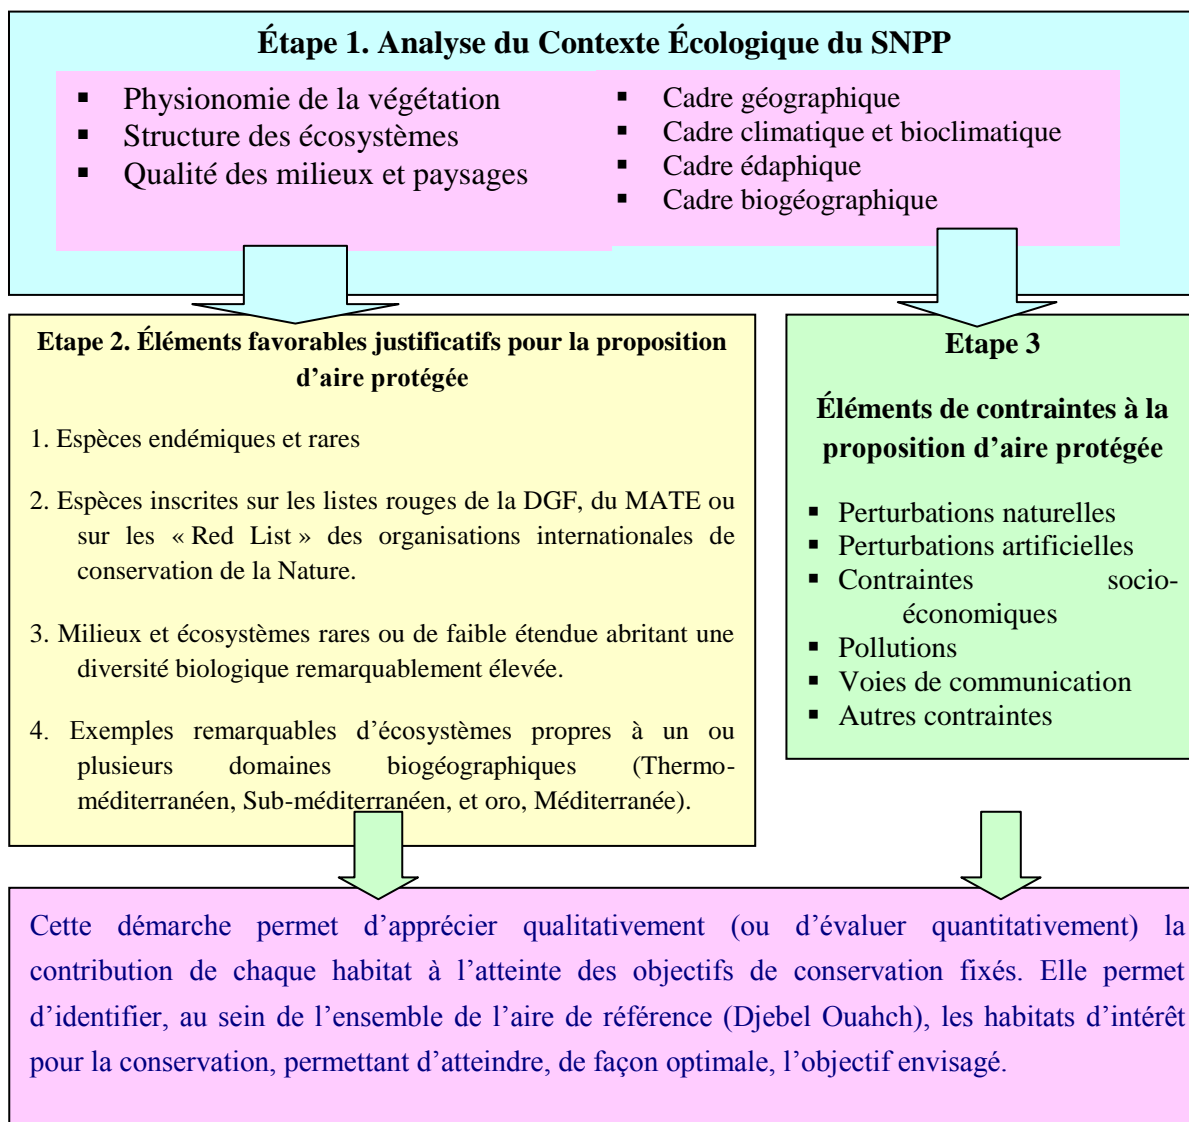 Étape 1. Analyse du Contexte Écologique du SNPP
▪ Physionomie de la végétation
▪ Structure des écosystèmes
▪ Qualité des milieux et paysages
▪ Cadre géographique
▪ Cadre climatique et bioclimatique
▪ Cadre édaphique
▪ Cadre biogéographique
Etape 2. Éléments favorables justificatifs pour la proposition
d'aire protégée
1. Espèces endémiques et rares
2. Espèces inscrites sur les listes rouges de la DGF, du MATE ou
sur les « Red List » des organisations internationales de
conservation de la Nature.
3. Milieux et écosystèmes rares ou de faible étendue abritant une
diversité biologique remarquablement élevée.
4. Exemples remarquables d'écosystèmes propres à un ou
plusieurs domaines biogéographiques (Thermo-
méditerranéen, Sub-méditerranéen, et oro, Méditerranée).
Etape 3
Éléments de contraintes à la
proposition d'aire protégée
▪ Perturbations naturelles
▪ Perturbations artificielles
▪ Contraintes socio-
économiques
▪ Pollutions
▪ Voies de communication
▪ Autres contraintes
Cette démarche permet d'apprécier qualitativement (ou d'évaluer quantitativement) la
contribution de chaque habitat à l'atteinte des objectifs de conservation fixés. Elle permet
d'identifier, au sein de l'ensemble de l'aire de référence (Djebel Ouahch), les habitats d'intérêt
pour la conservation, permettant d'atteindre, de façon optimale, l'objectif envisagé.